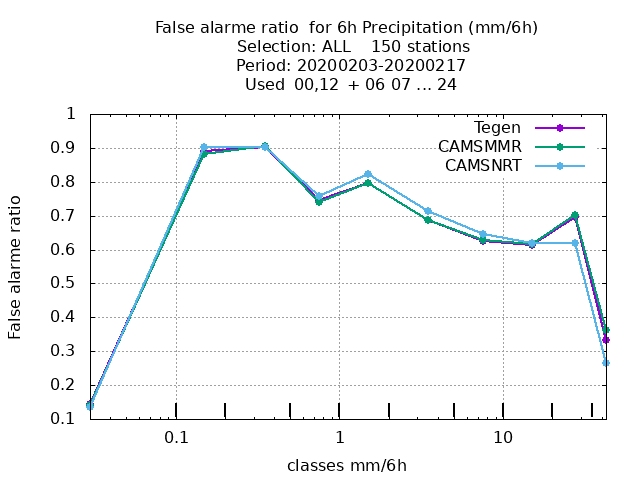 False alarme ratio  for 6h Precipitation (mm/6h)
Selection: ALL    150 stations
Period: 20200203-20200217
Used  00,12  + 06 07 ... 24
Tegen
CAMSMMR
CAMSNRT
1
0.9
0.8
0.7
0.6
0.5
0.4
0.3
0.2
0.1
False alarme ratio
0.1
1
10
classes mm/6h